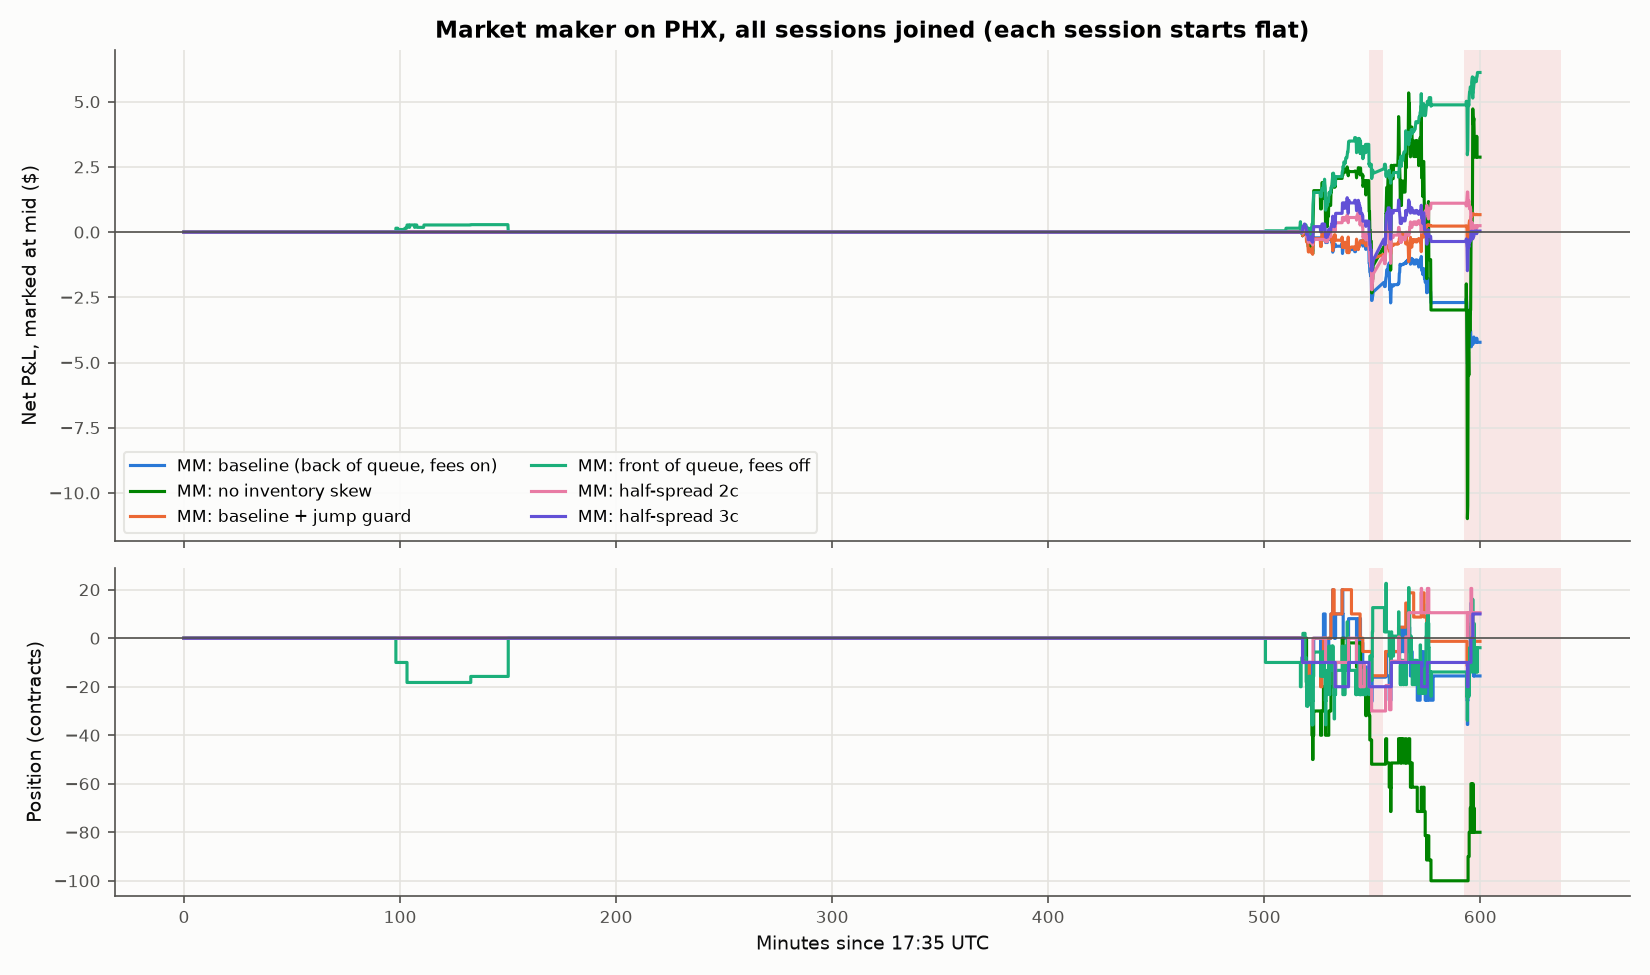 Market maker on PHX, all sessions joined (each session starts flat)
Net P&L, marked at mid ($)
5.0
2.5
0.0
−2.5
−5.0
−7.5
−10.0
MM: baseline (back of queue, fees on)
MM: no inventory skew
MM: baseline + jump guard
MM: front of queue, fees off
MM: half-spread 2c
MM: half-spread 3c
Position (contracts)
20
0
−20
−40
−60
−80
−100
0 100 200 300 400 500 600
Minutes since 17:35 UTC